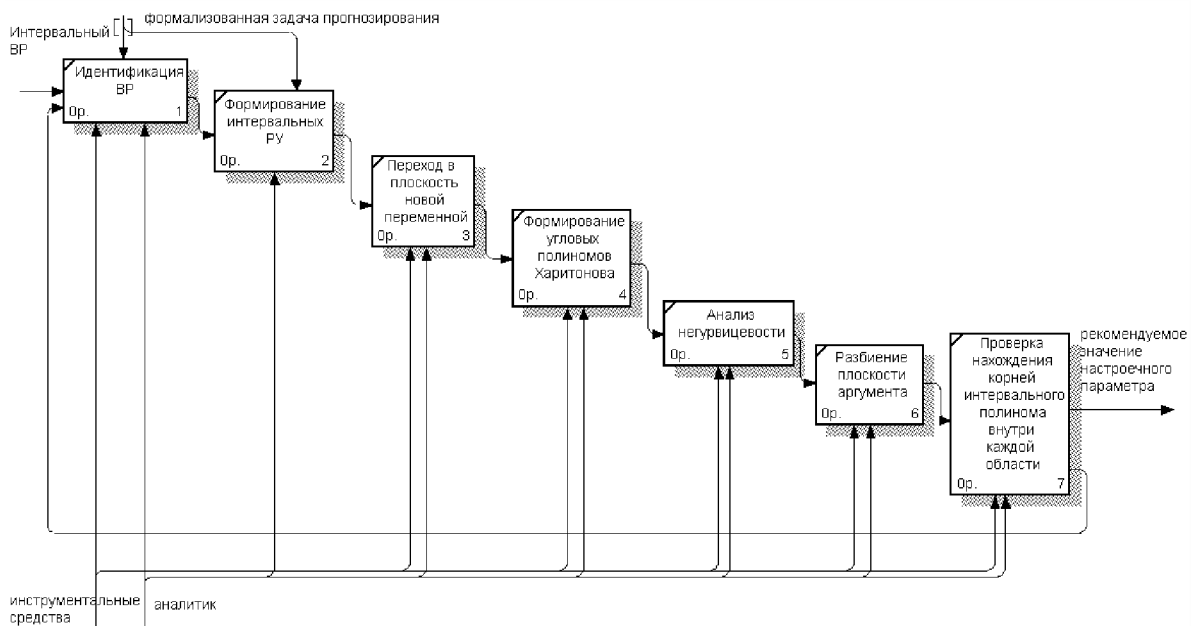 формализованная задача прогнозирования
Интервальный
ВР
Идентификация
ВР
0р. 1
Формирование
интервальных
РУ
0р. 2
Переход в
плоскость
новой
переменной
0р. 3
Формирование
угловых
полиномов
Харитонова
0р. 4
Анализ
негурвицевости
0р. 5
Разбиение
плоскости
аргумента
0р. 6
Проверка
нахождения
корней
интервального
полинома
внутри
каждой
области
0р. 7
рекомендуемое
значение
настроечного
параметра
инструментальные
средства
аналитик